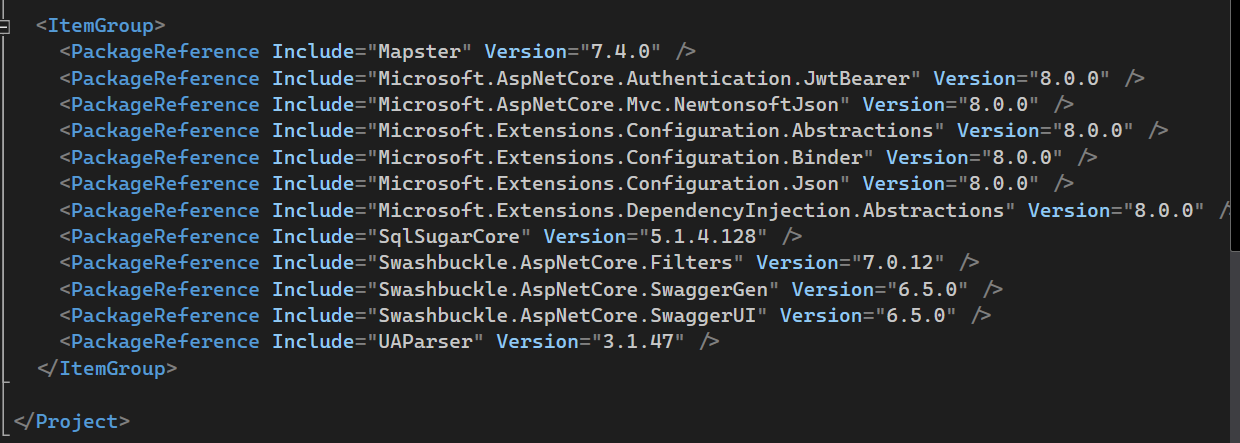 <ItemGroup>
<PackageReference Include="Mapster" Version="7.4.0" />
<PackageReference Include="Microsoft.AspNetCore.Authentication.JwtBearer" Version="8.0.0" />
<PackageReference Include="Microsoft.AspNetCore.Mvc.NewtonsoftJson" Version="8.0.0" />
<PackageReference Include="Microsoft.Extensions.Configuration.Abstractions" Version="8.0.0" />
<PackageReference Include="Microsoft.Extensions.Configuration.Binder" Version="8.0.0" />
<PackageReference Include="Microsoft.Extensions.Configuration.Json" Version="8.0.0" />
<PackageReference Include="Microsoft.Extensions.DependencyInjection.Abstractions" Version="8.0.0" /
<PackageReference Include="SqlSugarCore" Version="5.1.4.128" />
<PackageReference Include="Swashbuckle.AspNetCore.Filters" Version="7.0.12" />
<PackageReference Include="Swashbuckle.AspNetCore.SwaggerGen" Version="6.5.0" />
<PackageReference Include="Swashbuckle.AspNetCore.SwaggerUI" Version="6.5.0" />
<PackageReference Include="UAParser" Version="3.1.47" />
</ItemGroup>
</Project>